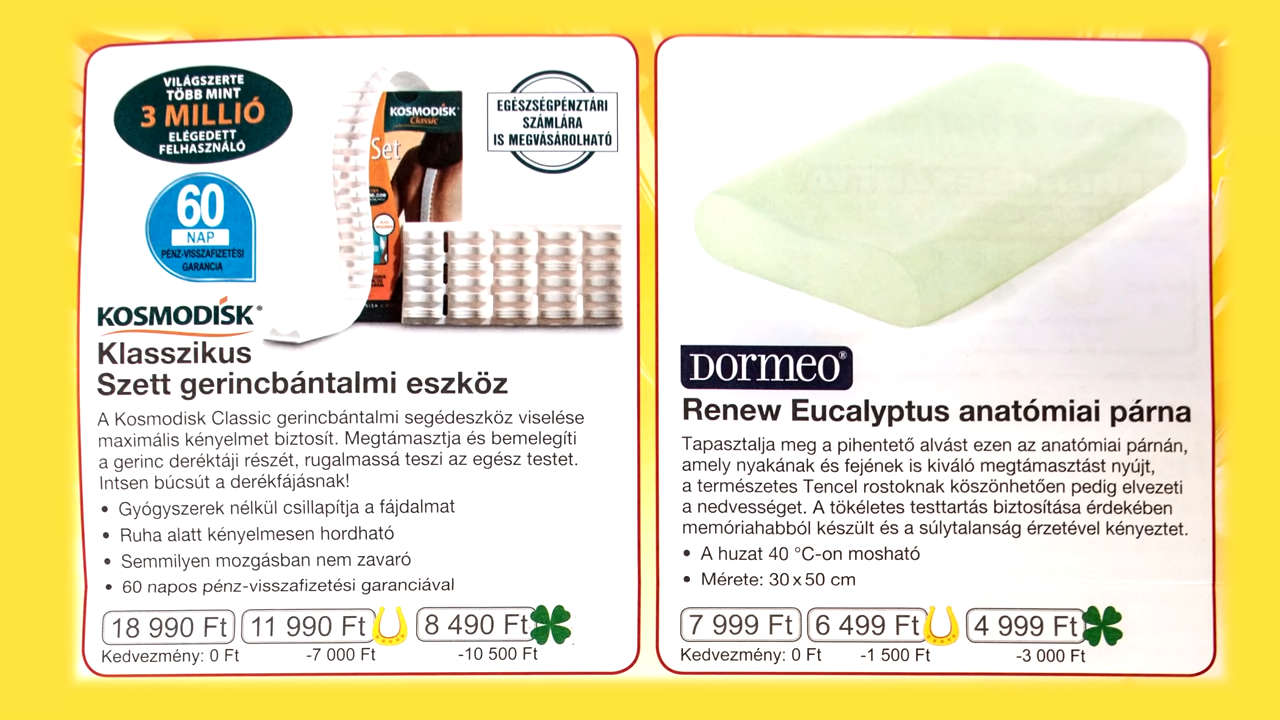 VILÁGSZERTE
TÖBB MINT
3 MILLIÓ
ELÉGEDETT
FELHASZNÁLÓ
60
NAP
PÉNZ-VISSZAFIZETÉSI
GARANCIA
KOSMODISK
Classic
Set
EGÉSZSÉGPÉNZTÁRI
SZÁMLÁRA
IS MEGVÁSÁROLHATÓ
KOSMODÍSK®
Klasszikus
Szett gerincbántalmi eszköz
A Kosmodisk Classic gerincbántalmi segédeszköz viselése
maximális kényelmet biztosít. Megtámasztja és bemelegíti
a gerinc deréktáji részét, rugalmassá teszi az egész testet.
Intsen búcsút a derékfájásnak!
• Gyógyszerek nélkül csillapítja a fájdalmat
• Ruha alatt kényelmesen hordható
• Semmilyen mozgásban nem zavaró
• 60 napos pénz-visszafizetési garanciával
18 990 Ft 11 990 Ft 8 490 Ft
Kedvezmény: 0 Ft -7 000 Ft -10 500 Ft
DORMEO®
Renew Eucalyptus anatómiai párna
Tapasztalja meg a pihentető alvást ezen az anatómiai párnán,
amely nyakának és fejének is kiváló megtámasztást nyújt,
a természetes Tencel rostoknak köszönhetően pedig elvezeti
a nedvességet. A tökéletes testtartás biztosítása érdekében
memóriahabból készült és a súlytalanság érzetével kényeztet.
• A huzat 40 °C-on mosható
• Mérete: 30 x 50 cm
7 999 Ft 6 499 Ft 4 999 Ft
Kedvezmény: 0 Ft -1 500 Ft -3 000 Ft